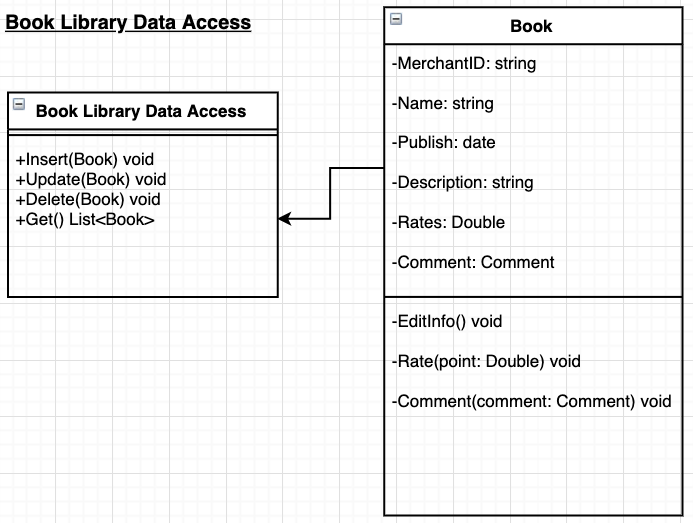 Book Library Data Access
Book Library Data Access
+Insert(Book) void
+Update(Book) void
+Delete(Book) void
+Get() List<Book>
Book
-MerchantID: string
-Name: string
-Publish: date
-Description: string
-Rates: Double
-Comment: Comment
-EditInfo() void
-Rate(point: Double) void
-Comment(comment: Comment) void